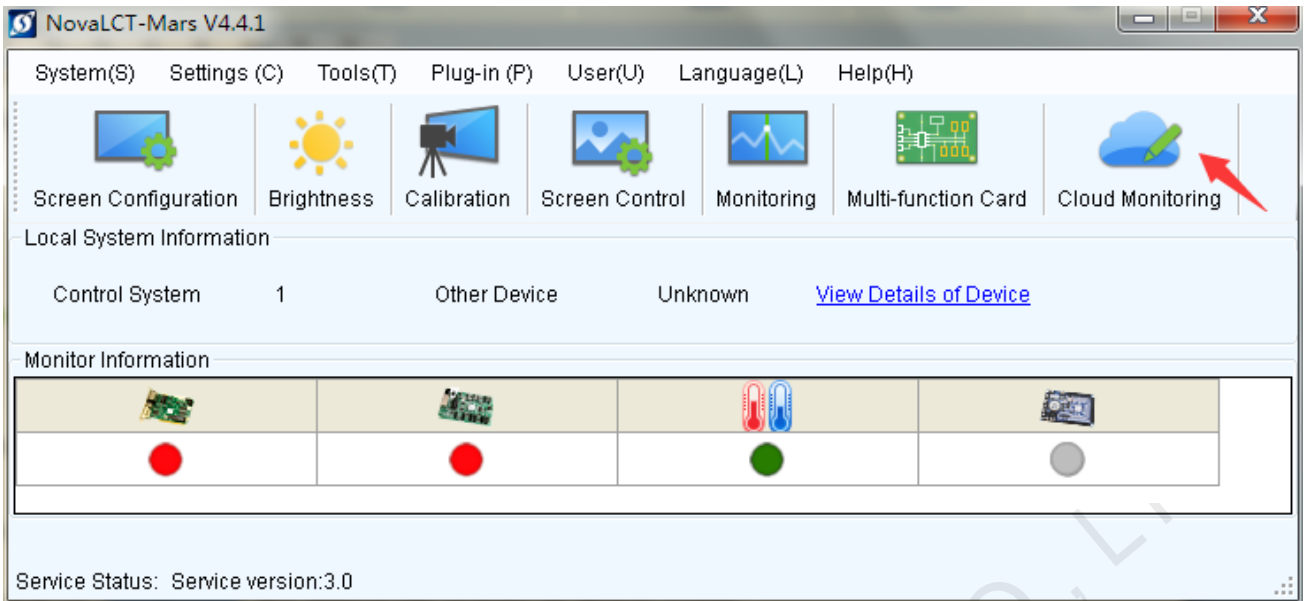 NovaLCT-Mars V4.4.1
System(S) Settings (C) Tools(T) Plug-in (P) User(U) Language(L) Help(H)
Screen Configuration Brightness Calibration Screen Control Monitoring Multi-function Card Cloud Monitoring
Local System Information
Control System 1 Other Device Unknown View Details of Device
Monitor Information
Service Status: Service version:3.0